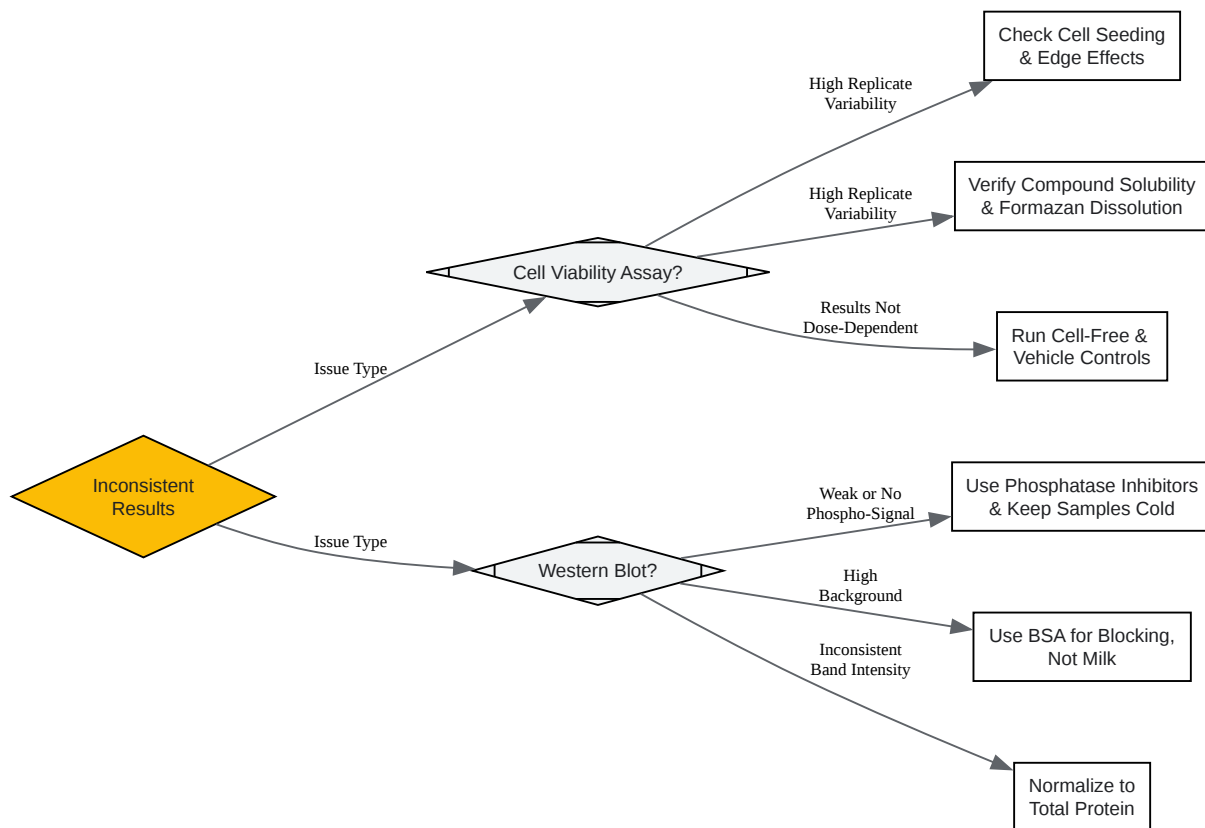 Check Cell Seeding
& Edge Effects
High Replicate
Variability
Verify Compound Solubility
& Formazan Dissolution
High Replicate
Variability
Cell Viability Assay?
Results Not
Dose-Dependent
Run Cell-Free &
Vehicle Controls
Issue Type
Inconsistent
Results
Issue Type
Western Blot?
Weak or No
Phospho-Signal
Use Phosphatase Inhibitors
& Keep Samples Cold
High
Background
Use BSA for Blocking,
Not Milk
Inconsistent
Band Intensity
Normalize to
Total Protein